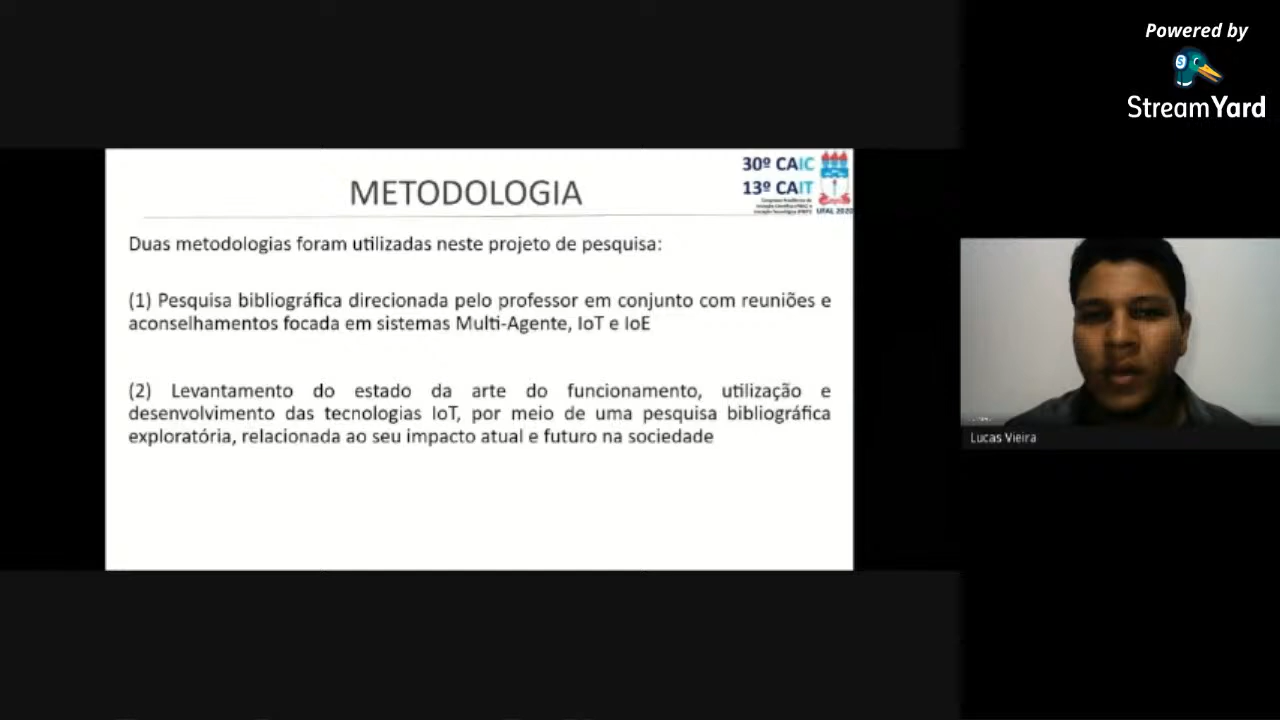 Powered by
StreamYard
30º CAIC
13º CAIT
UFAL 2020
METODOLOGIA
Duas metodologias foram utilizadas neste projeto de pesquisa:
(1) Pesquisa bibliográfica direcionada pelo professor em conjunto com reuniões e
aconselhamentos focada em sistemas Multi-Agente, IoT e IoE
(2) Levantamento do estado da arte do funcionamento, utilização e
desenvolvimento das tecnologias IoT, por meio de uma pesquisa bibliográfica
exploratória, relacionada ao seu impacto atual e futuro na sociedade
Lucas Vieira